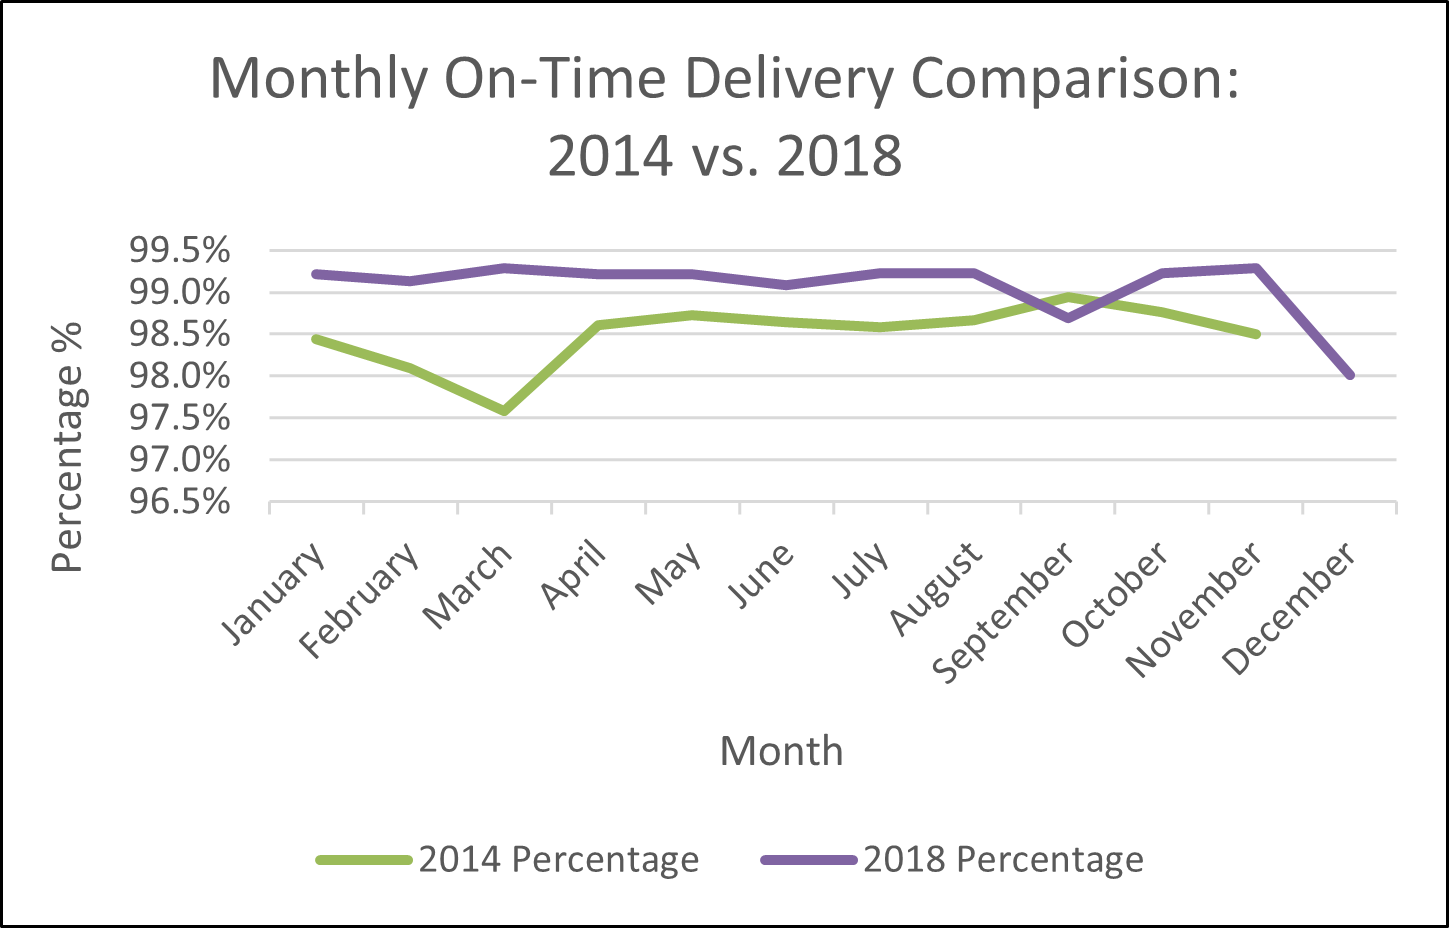 Monthly On-Time Delivery Comparison:
2014 vs. 2018
99.5%
99.0%
98.5%
98.0%
97.5%
97.0%
96.5%
Percentage %
January
February
March
April
May
June
July
August
September
October
November
December
Month
2014 Percentage
2018 Percentage